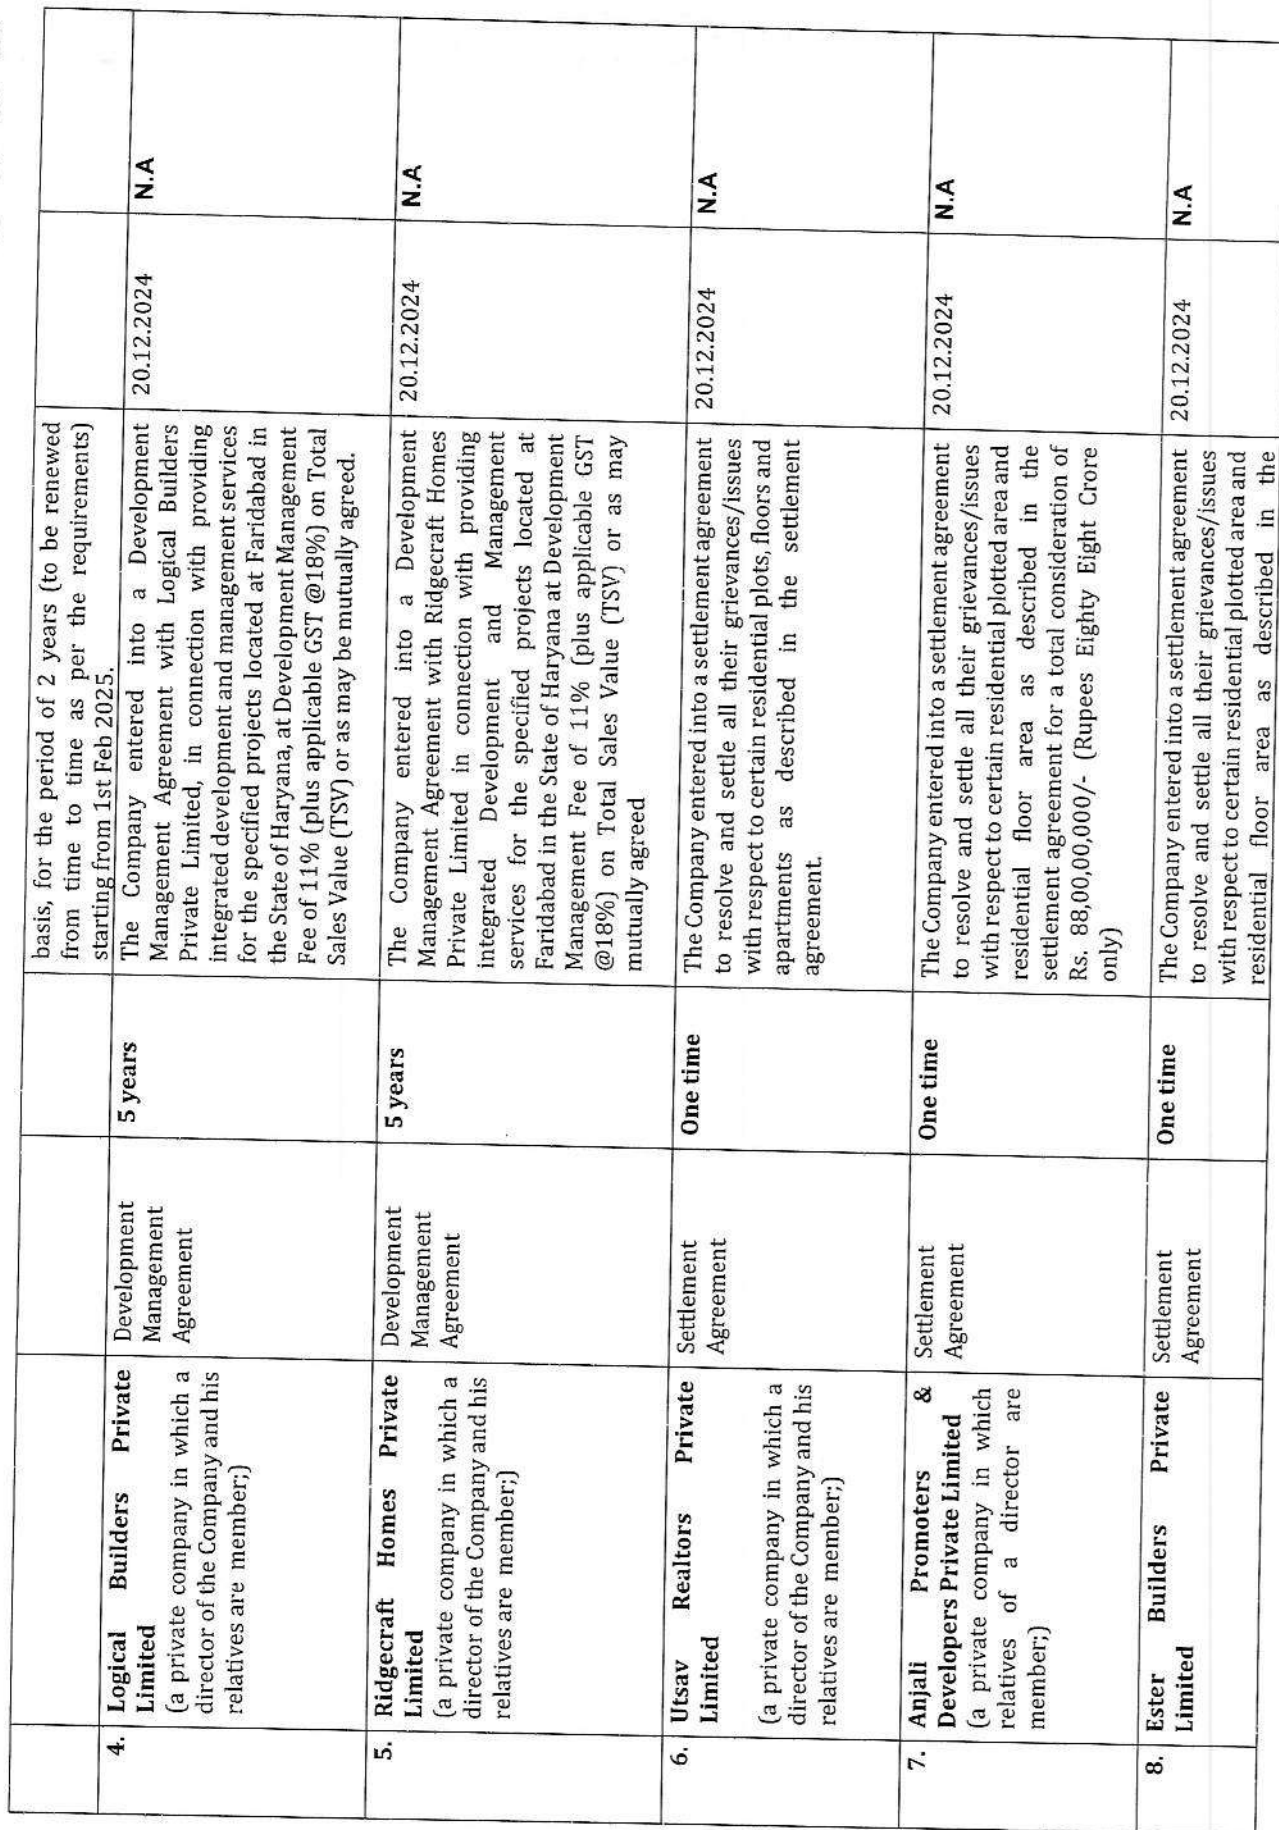 basis, for the period of 2 years (to be renewed
from time to time as per the requirements)
starting from 1st Feb 2025.
4.
Logical Builders Private
Limited
(a private company in which a
director of the Company and his
relatives are member;)
Development
Management
Agreement
5 years
The Company entered into a Development
Management Agreement with Logical Builders
Private Limited, in connection with providing
integrated development and management services
for the specified projects located at Faridabad in
the State of Haryana, at Development Management
Fee of 11% (plus applicable GST @18%) on Total
Sales Value (TSV) or as may be mutually agreed.
20.12.2024
N.A
5.
Ridgecraft Homes Private
Limited
(a private company in which a
director of the Company and his
relatives are member;)
Development
Management
Agreement
5 years
The Company entered into a Development
Management Agreement with Ridgecraft Homes
Private Limited in connection with providing
integrated Development and Management
services for the specified projects located at
Faridabad in the State of Haryana at Development
Management Fee of 11% (plus applicable GST
@18%) on Total Sales Value (TSV) or as may
mutually agreed
20.12.2024
N.A
6.
Utsav Realtors Private
Limited
(a private company in which a
director of the Company and his
relatives are member;)
Settlement
Agreement
One time
The Company entered into a settlement agreement
to resolve and settle all their grievances/issues
with respect to certain residential plots, floors and
apartments as described in the settlement
agreement.
20.12.2024
N.A
7.
Anjali Promoters &
Developers Private Limited
(a private company in which
relatives of a director are
member;)
Settlement
Agreement
One time
The Company entered into a settlement agreement
to resolve and settle all their grievances/issues
with respect to certain residential plotted area and
residential floor area as described in the
settlement agreement for a total consideration of
Rs. 88,00,00,000/- (Rupees Eighty Eight Crore
only)
20.12.2024
N.A
8.
Ester Builders Private
Limited
Settlement
Agreement
One time
The Company entered into a settlement agreement
to resolve and settle all their grievances/issues
with respect to certain residential plotted area and
residential floor area as described in the
20.12.2024
N.A